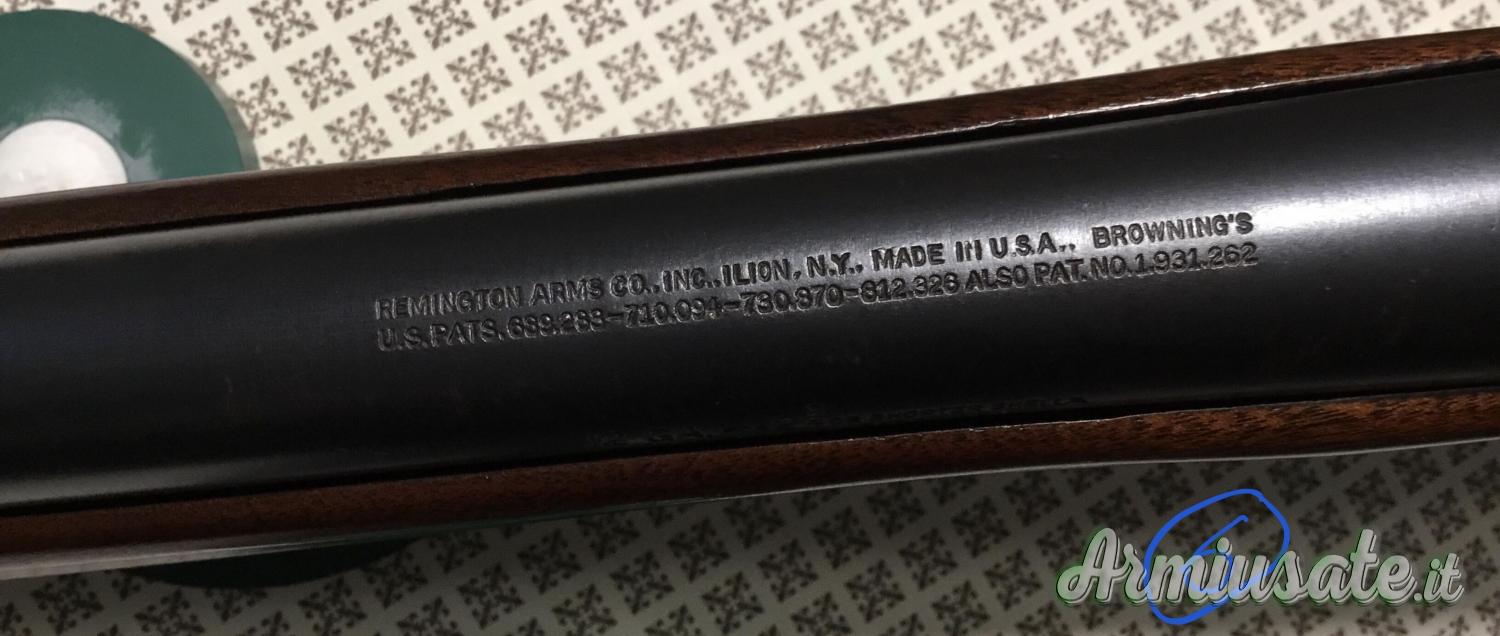 REMINGTON ARMS CO., INC., ILION, N.Y., MADE IN U.S.A., BROWNING'S
U.S. PATS. 689.283-710.094-730.870-812.326 ALSO PAT. NO. 1.931.262
Armiusate.it